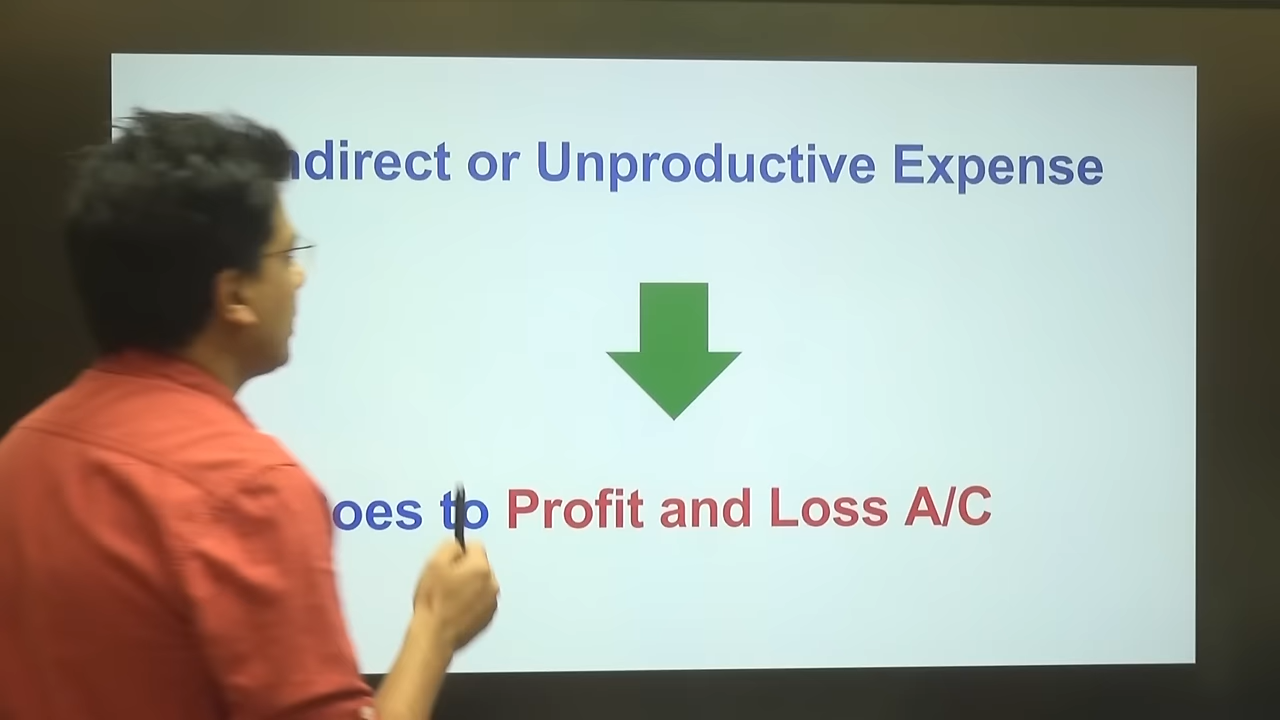 ndirect or Unproductive Expense
oes to Profit and Loss A/C